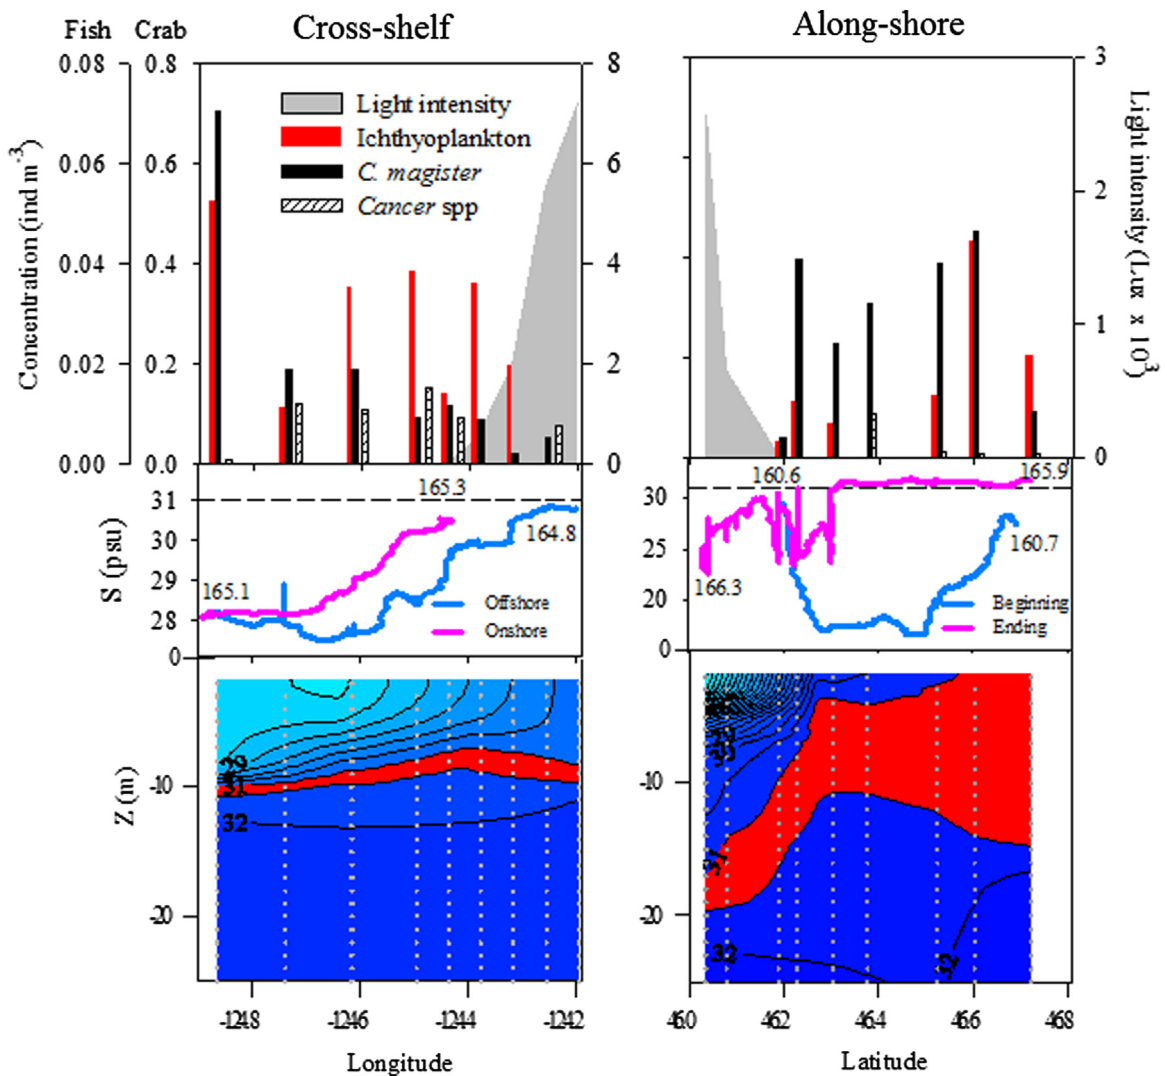 Cross-shelf
Along-shore
Fish Crab
0.08 0.8 8 3
Light intensity
Ichthyoplankton
C. magister
Cancer spp
0.06 0.6 6
2
0.04 0.4 4
1
0.02 0.2 2
0.00 0.0 0 0
Concentration (ind m-3)
Light intensity (Lux x 10³)
165.3
160.6
165.9
31
30
29
28
0
S (psu)
165.1
164.8
Offshore
Onshore
30
25
20
0
166.3
160.7
Beginning
Ending
Z (m)
-10
-20
29
31
32
-10
-20
29
30
31
32
32
-124.8 -124.6 -124.4 -124.2
46.0 46.2 46.4 46.6 46.8
Longitude
Latitude